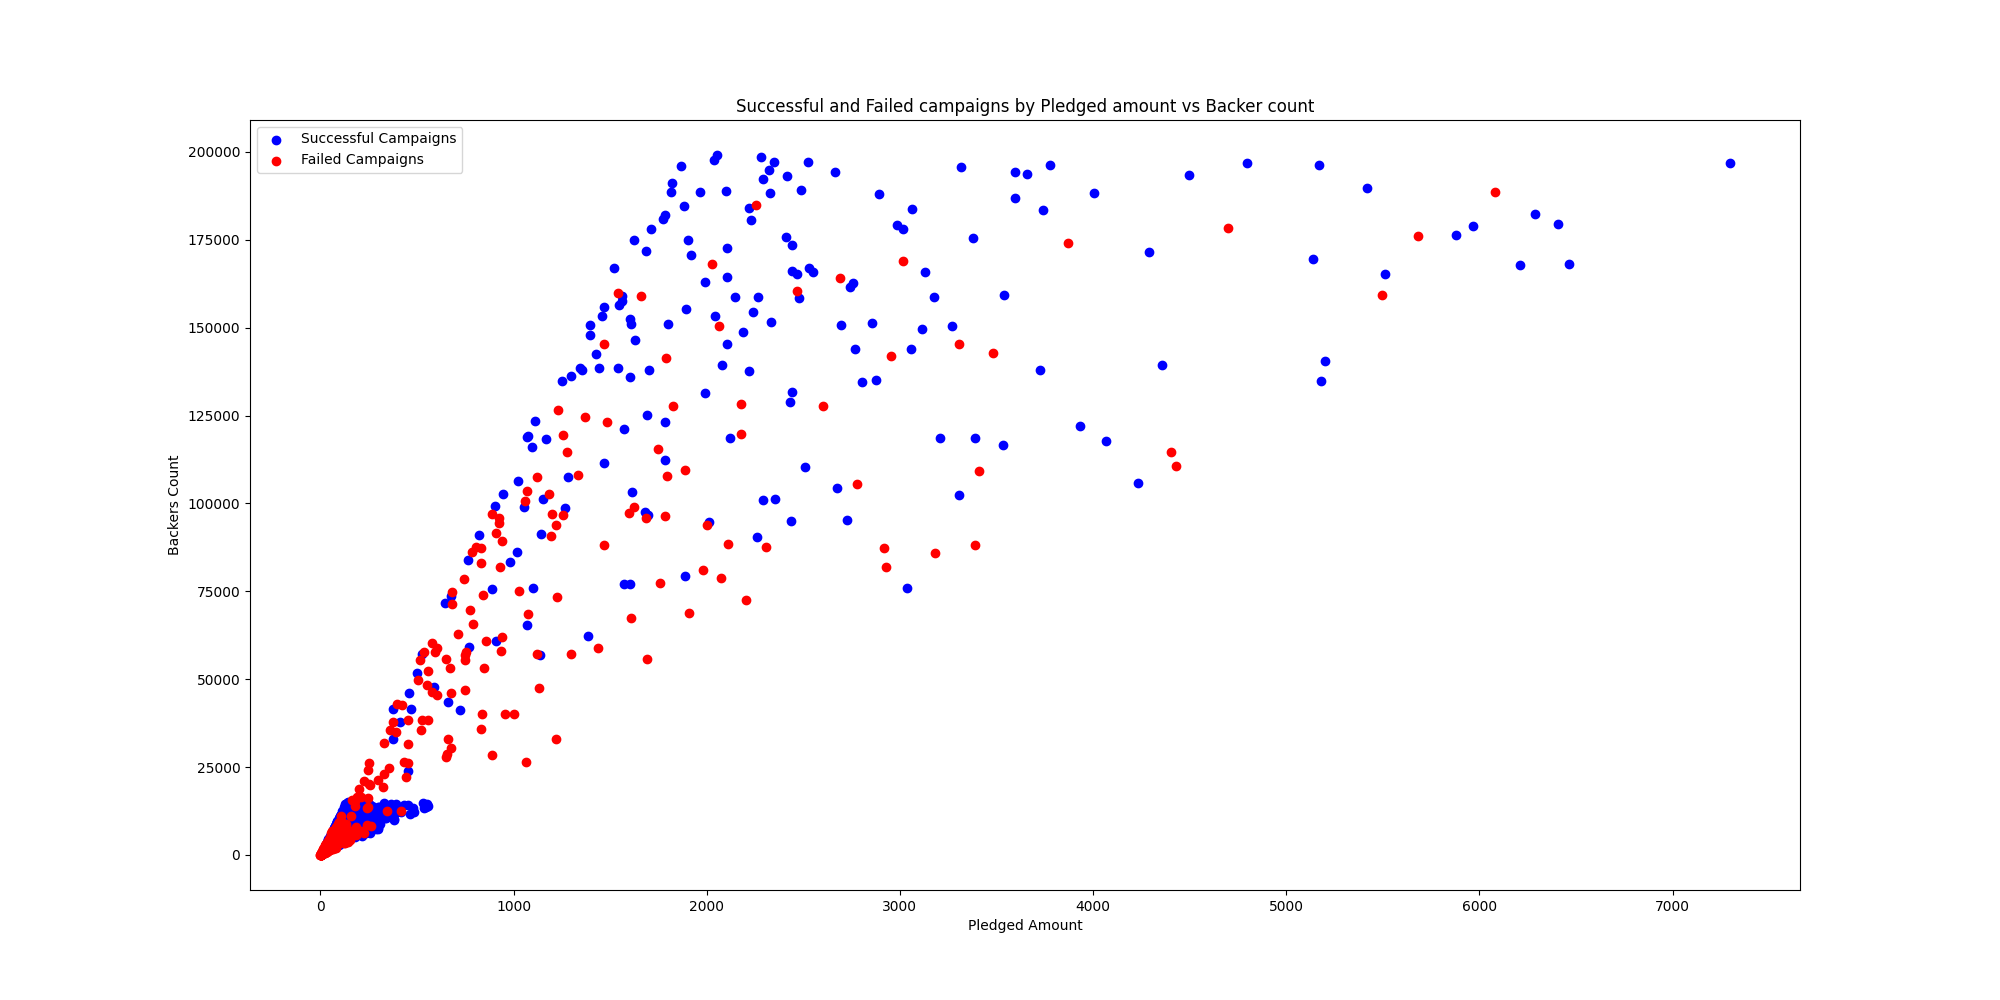 Successful and Failed campaigns by Pledged amount vs Backer count
Successful Campaigns
Failed Campaigns
Backers Count
200000
175000
150000
125000
100000
75000
50000
25000
0
0 1000 2000 3000 4000 5000 6000 7000
Pledged Amount